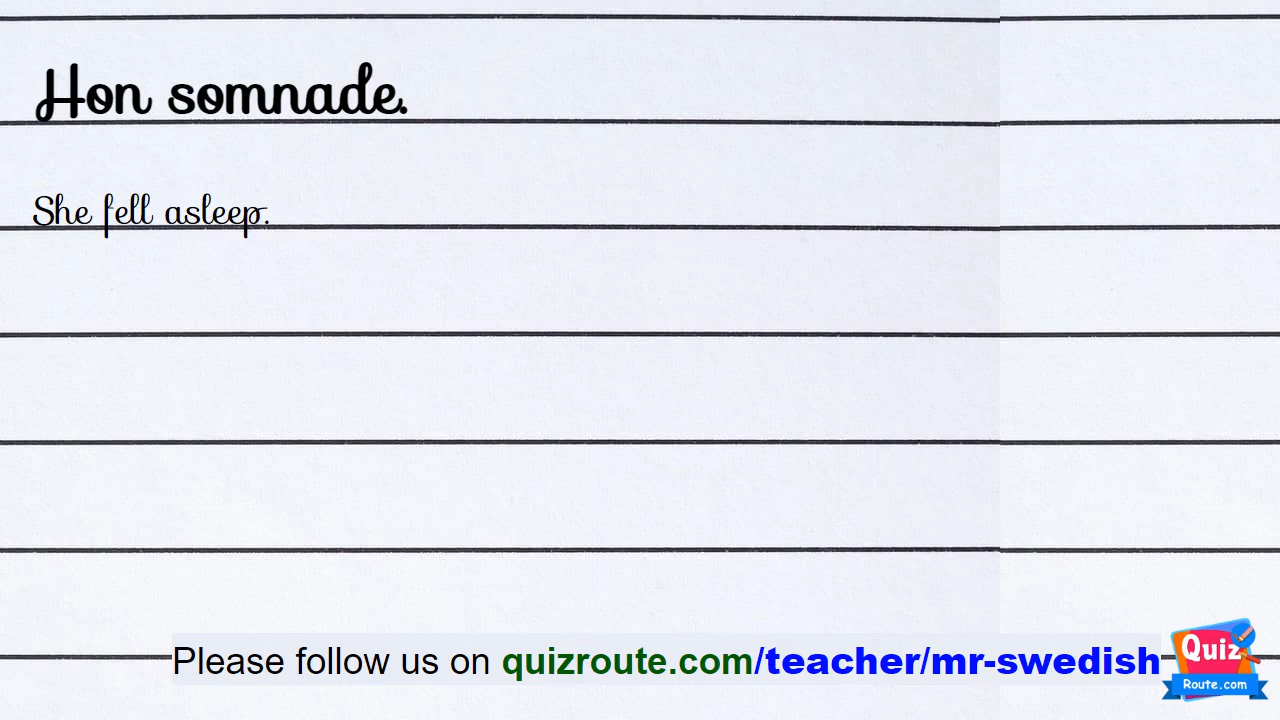 Hon somnade.
She fell asleep.
Please follow us on quizroute.com/teacher/mr-swedish
Quiz
Route.com